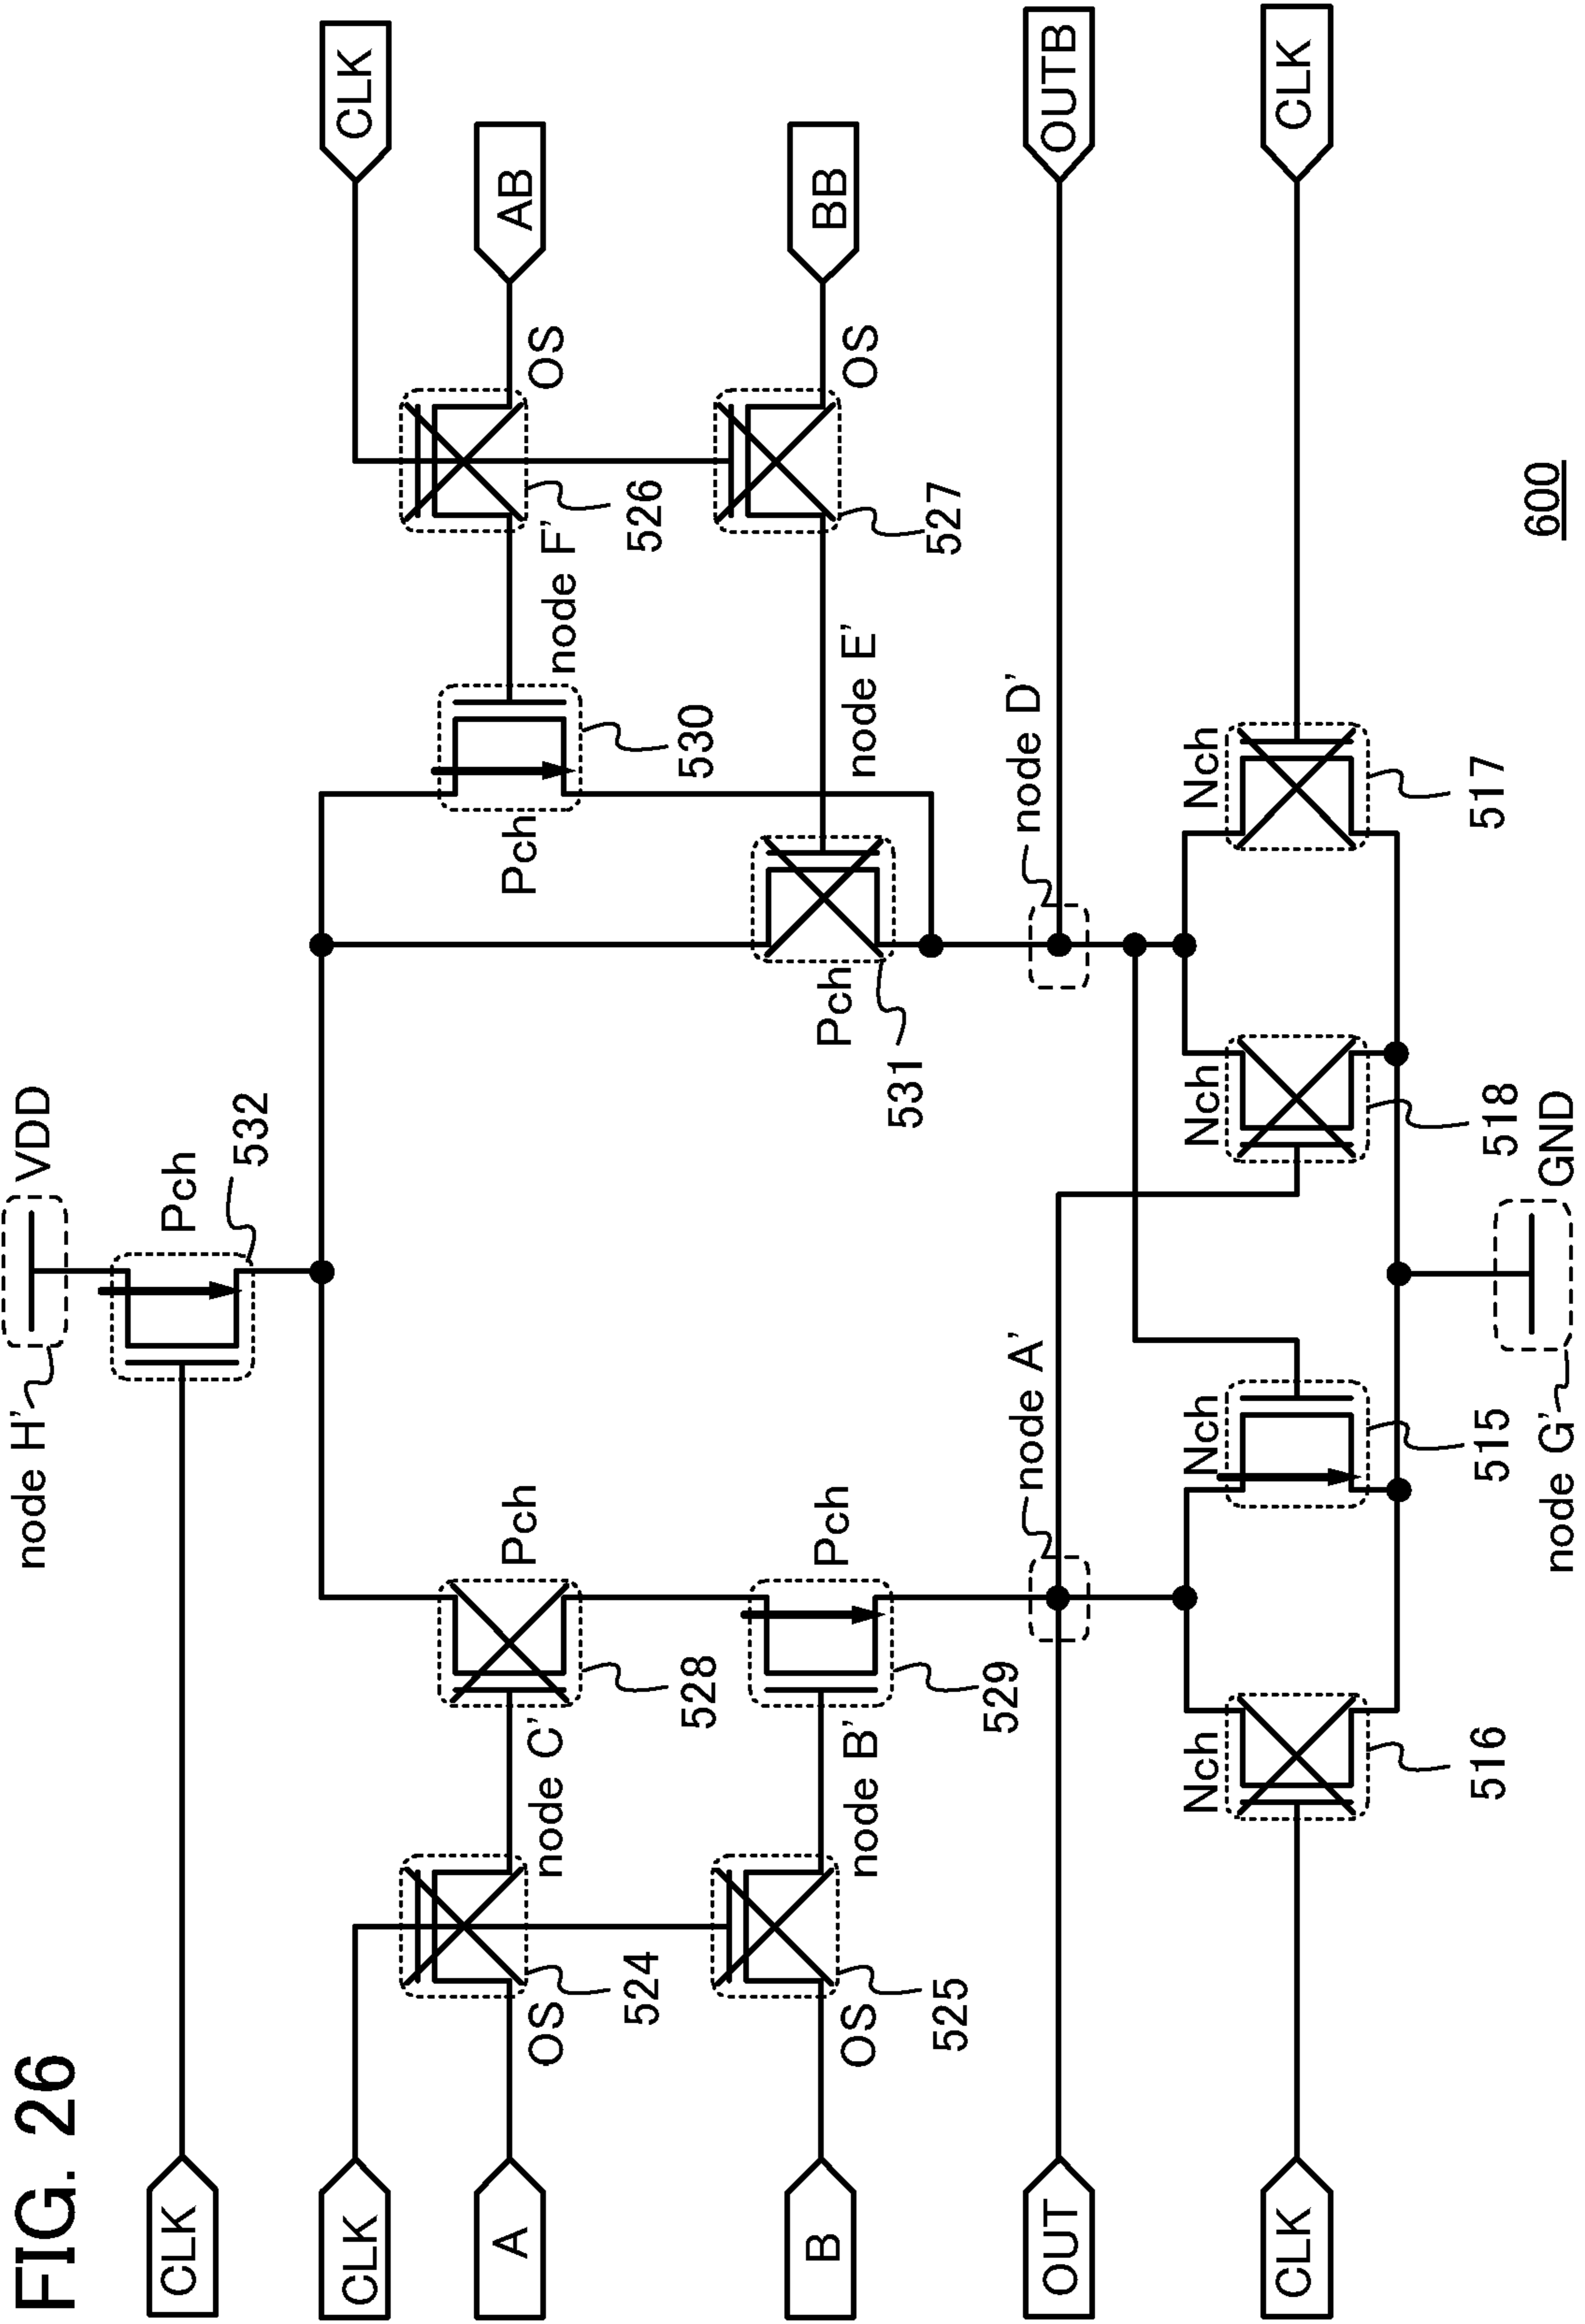 FIG. 26
node H'
VDD
CLK
Pch
532
CLK
CLK
A
OS
524
node C'
Pch
528
Pch
530
node F'
526
OS
AB
B
OS
525
node B'
Pch
529
Pch
531
node E'
527
OS
BB
OUT
node A'
node D'
OUTB
CLK
Nch
516
Nch
515
Nch
518
Nch
517
CLK
node G'
GND
600